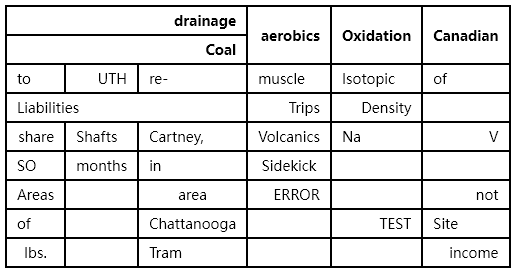 drainage aerobics Oxidation Canadian
Coal
to UTH re- muscle Isotopic of
Liabilities Trips Density
share Shafts Cartney, Volcanics Na V
SO months in Sidekick
Areas area ERROR not
of Chattanooga TEST Site
lbs. Tram income